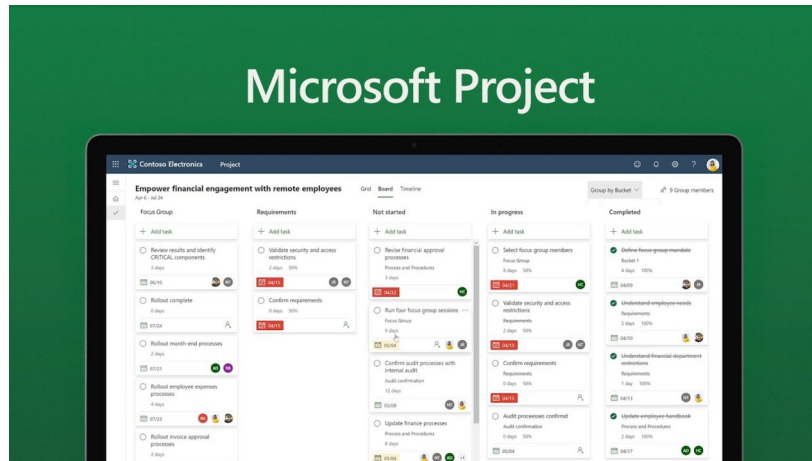 Microsoft Project
Contoso Electronics Project
?
Empower financial engagement with remote employees
Grid Board Timeline
Group by Bucket
9 Group members
Apr 6 - Jul 24
Focus Group
+ Add task
Review results and identify
CRITICAL components
3 days
06/10
Rollout complete
0 days
07/24
Rollout month-end processes
2 days
07/21
Rollout employee expenses
processes
4 days
07/23
Rollout invoice approval
processes
2 days
Requirements
+ Add task
Validate security and access
restrictions
2 days 50%
04/15
Confirm requirements
0 days 50%
04/15
Not started
+ Add task
Revise financial approval
processes
Process and Procedures
3 days
04/22
Run four focus group sessions ...
Focus Group
9 days
05/04
Confirm audit processes with
internal audit
Audit confirmation
12 days
05/08
Update finance processes
Process and Procedures
8 days
05/04
+1
In progress
+ Add task
Select focus group members
Focus Group
8 days 50%
04/21
Validate security and access
restrictions
Requirements
2 days 50%
04/15
Confirm requirements
Requirements
0 days 50%
04/15
Audit proceesses confirmd
Audit confirmation
0 days 50%
05/04
Completed
+ Add task
Define focus group mandate
Bucket 1
4 days 100%
04/09
Understand employee needs
Requirements
5 days 100%
04/10
Understand financial department
restrictions
Requirements
1 day 100%
04/13
Update employee handbook
Process and Procedures
2 days 100%
04/17